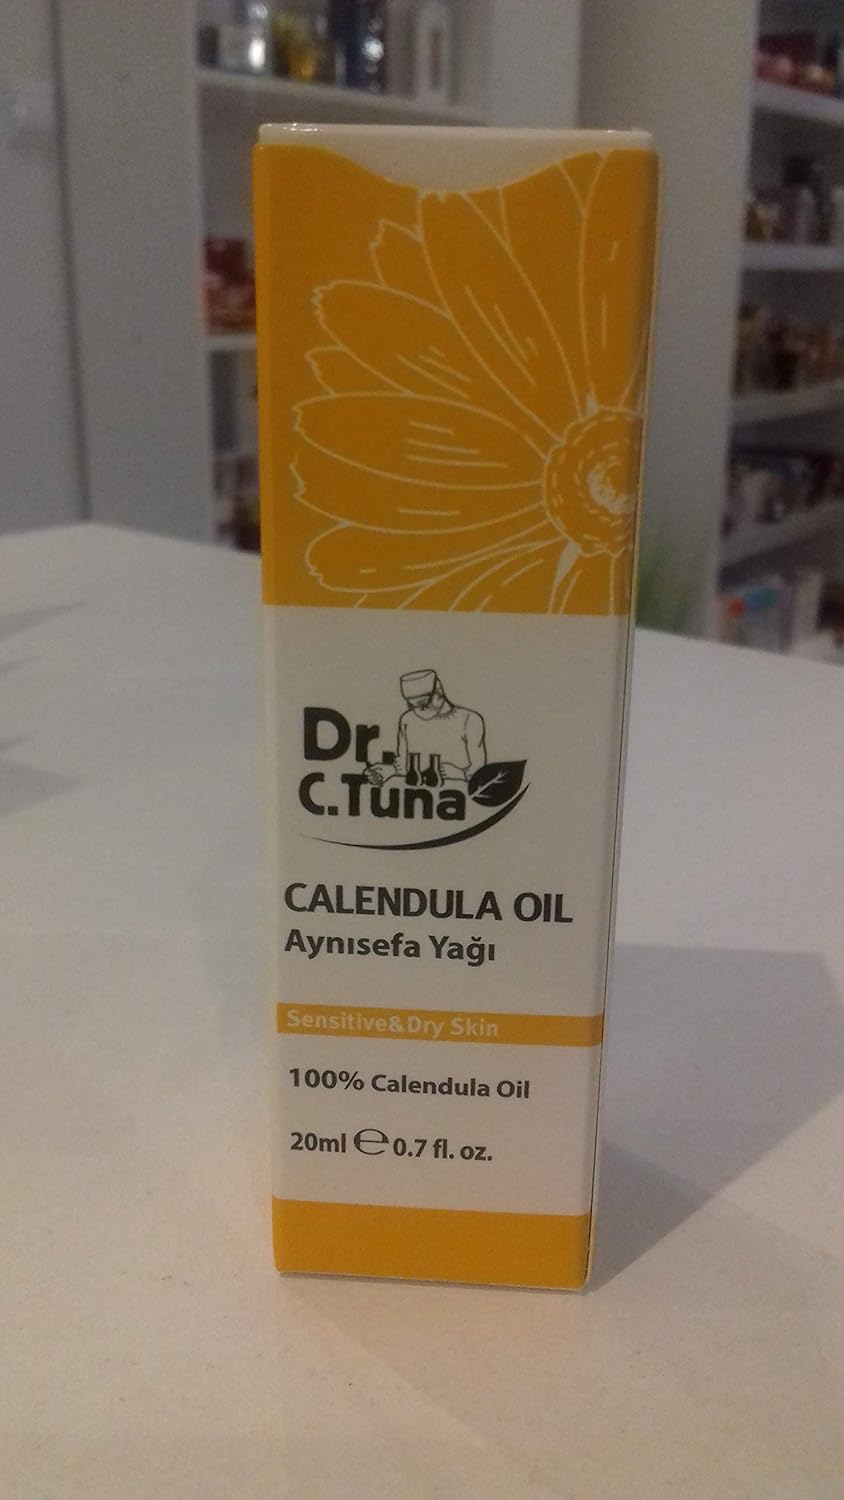 Dr.
C.Tuna
CALENDULA OIL
Aynısefa Yağı
Sensitive&Dry Skin
100% Calendula Oil
20ml ℮ 0.7 fl. oz.